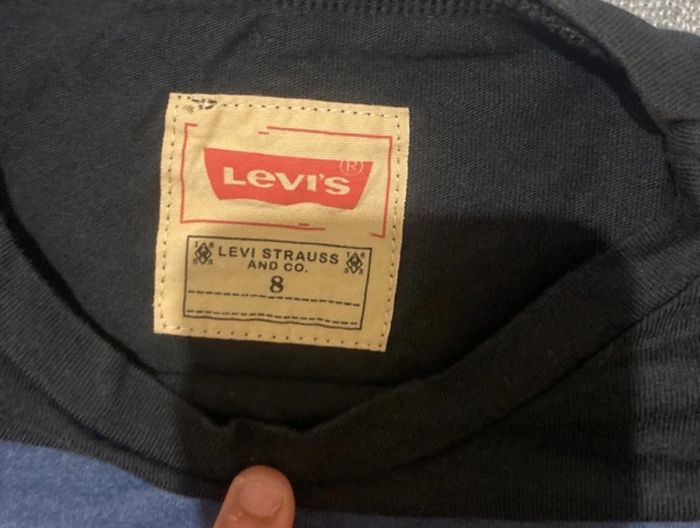 Levi's ®
LEVI STRAUSS
AND CO.
8